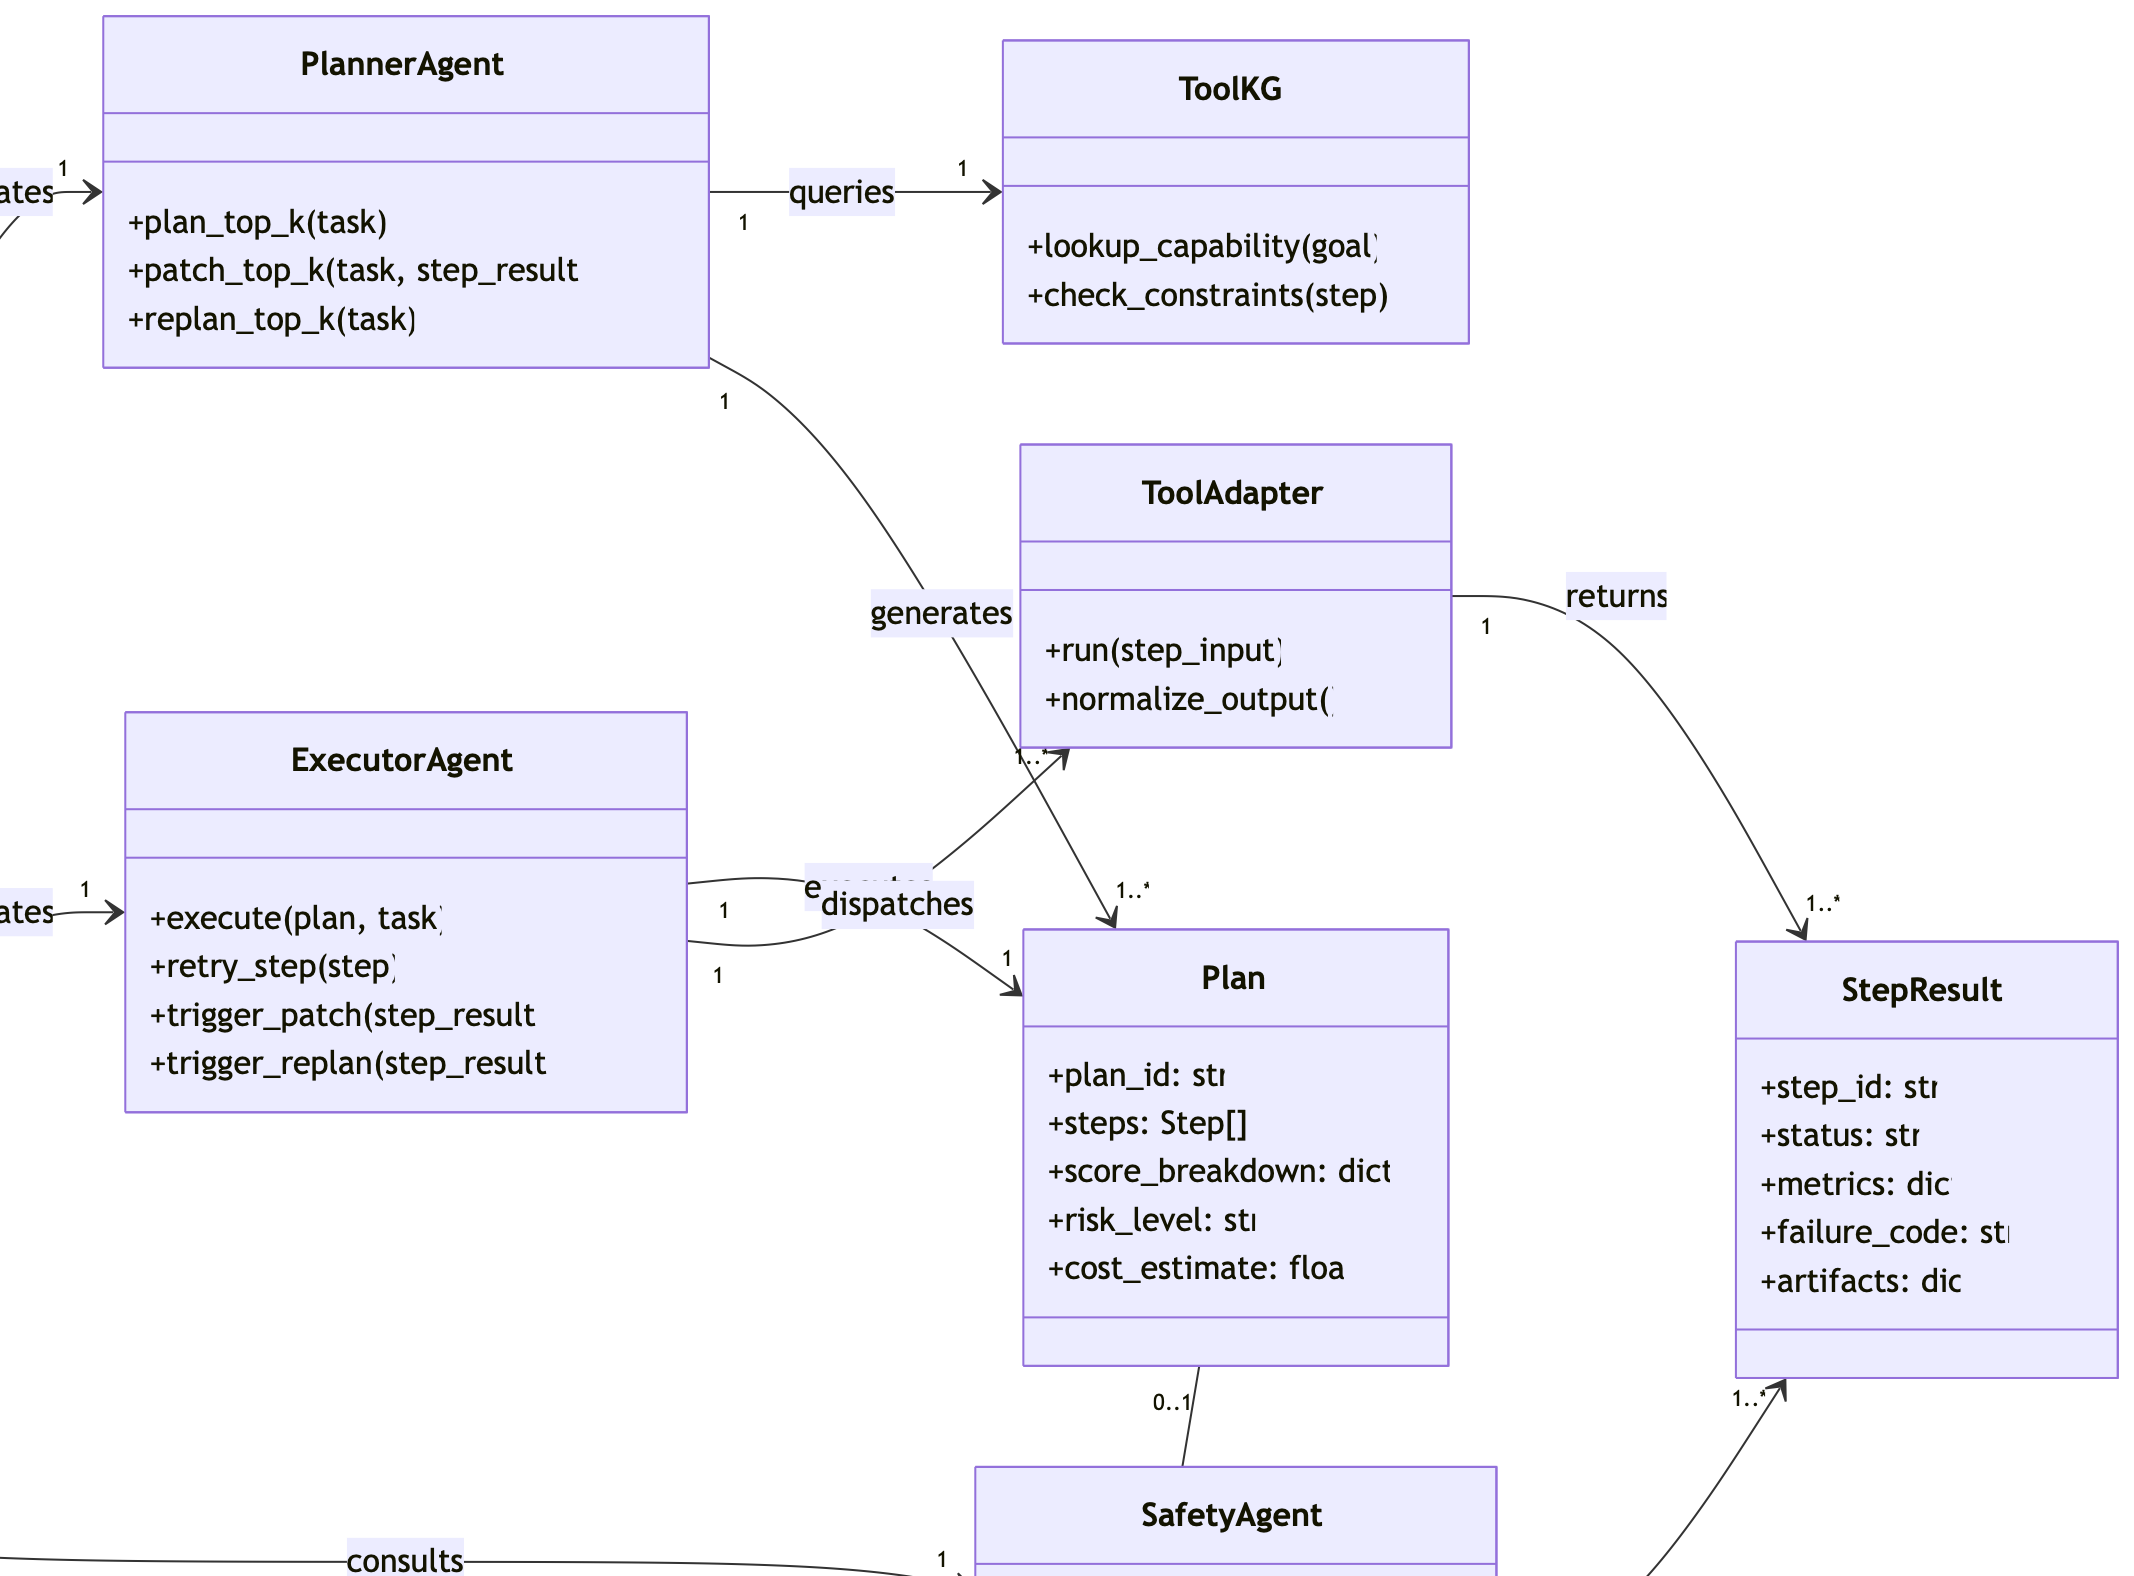 PlannerAgent
+plan_top_k(task)
+patch_top_k(task, step_result
+replan_top_k(task)
ates
1
1
queries
1
ToolKG
+lookup_capability(goal)
+check_constraints(step)
1
generates
1..*
ToolAdapter
+run(step_input)
+normalize_output()
1..*
1
returns
1..*
ExecutorAgent
+execute(plan, task)
+retry_step(step)
+trigger_patch(step_result
+trigger_replan(step_result
ates
1
1
dispatches
1
1
Plan
+plan_id: str
+steps: Step[]
+score_breakdown: dict
+risk_level: str
+cost_estimate: floa
0..1
StepResult
+step_id: str
+status: str
+metrics: dic
+failure_code: str
+artifacts: dic
1..*
SafetyAgent
consults
1